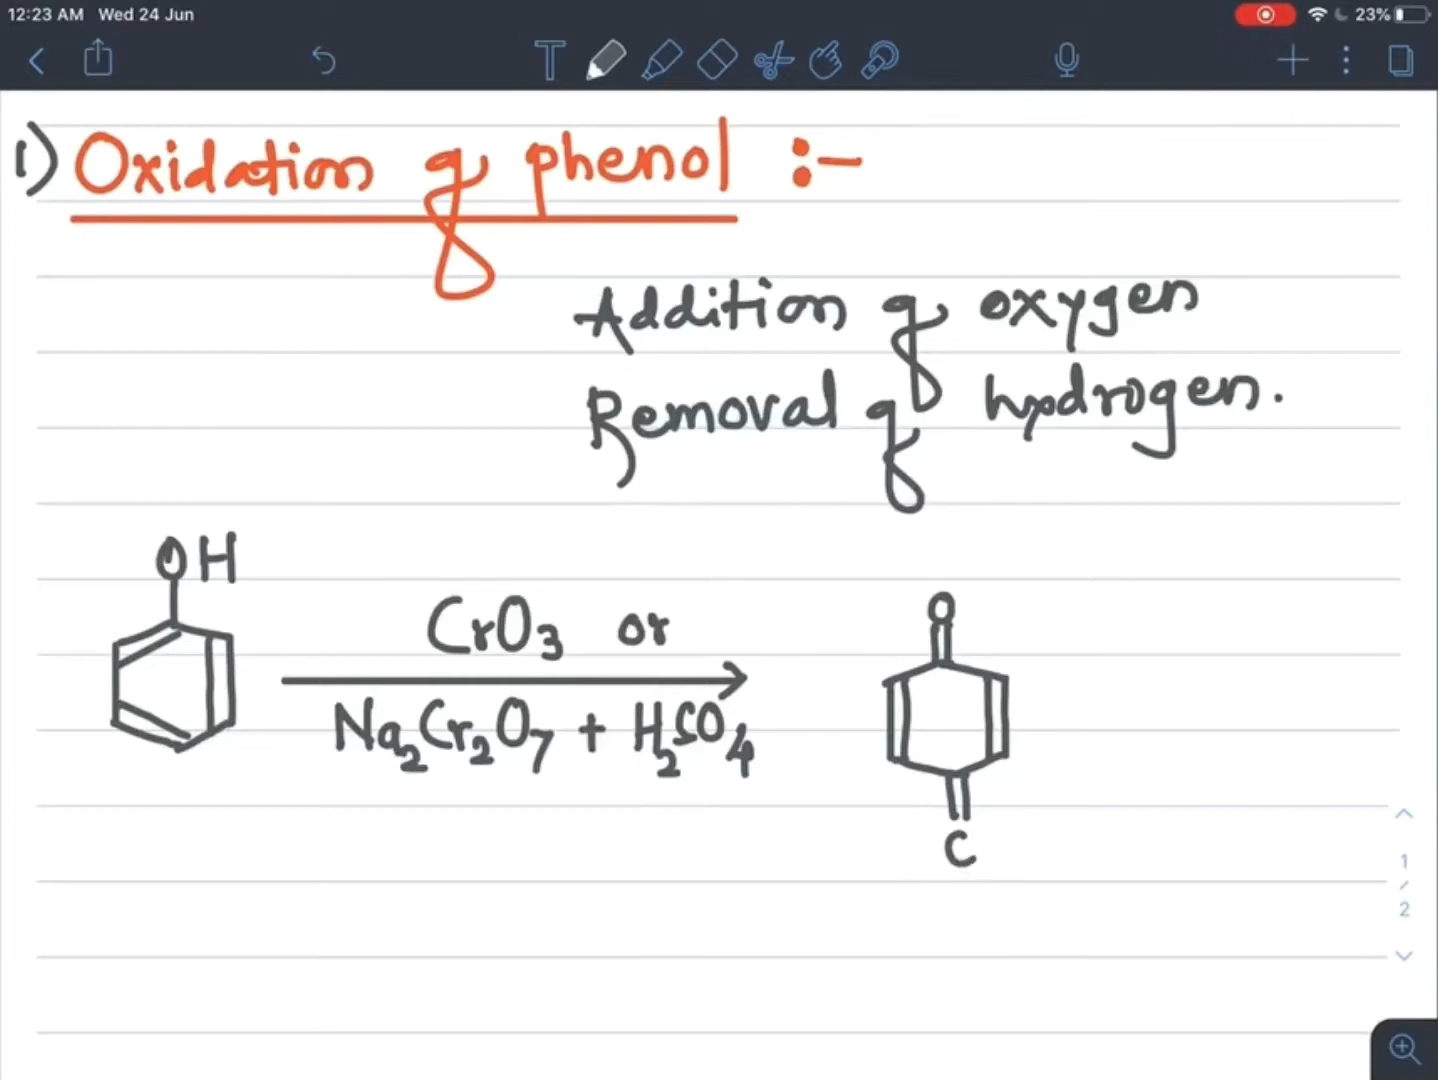 12:23 AM Wed 24 Jun
23%
1) Oxidation of phenol :-
Addition of oxygen
Removal of hydrogen.
OH
CrO3 or
Na2Cr2O7 + H2SO4
O
C
1
/
2